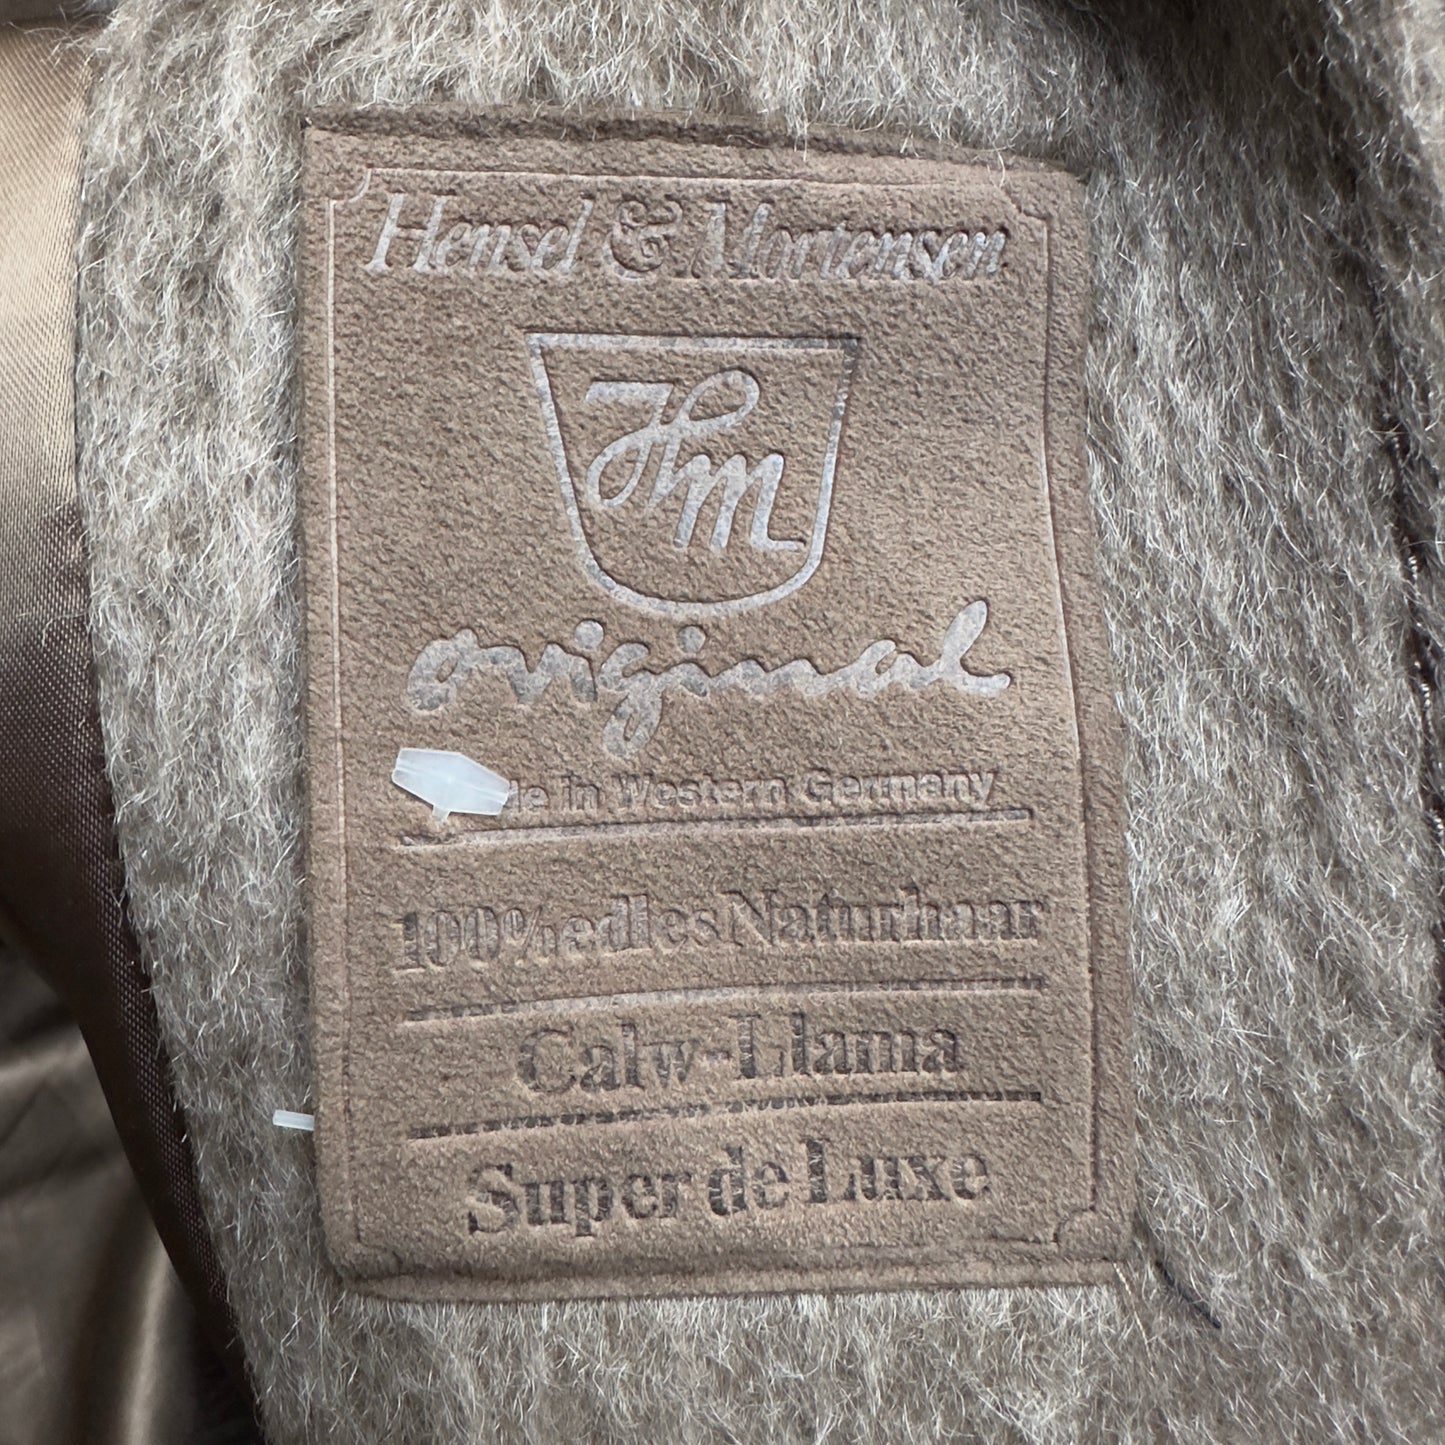 Hensel & Mortensen
Hm
original
de in Western Germany
100% edles Naturhaar
Calw-Llama
Super de Luxe